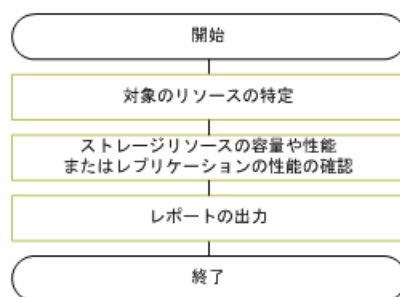 開始
対象のリソースの特定
ストレージリソースの容量や性能
またはレプリケーションの性能の確認
レポートの出力
終了